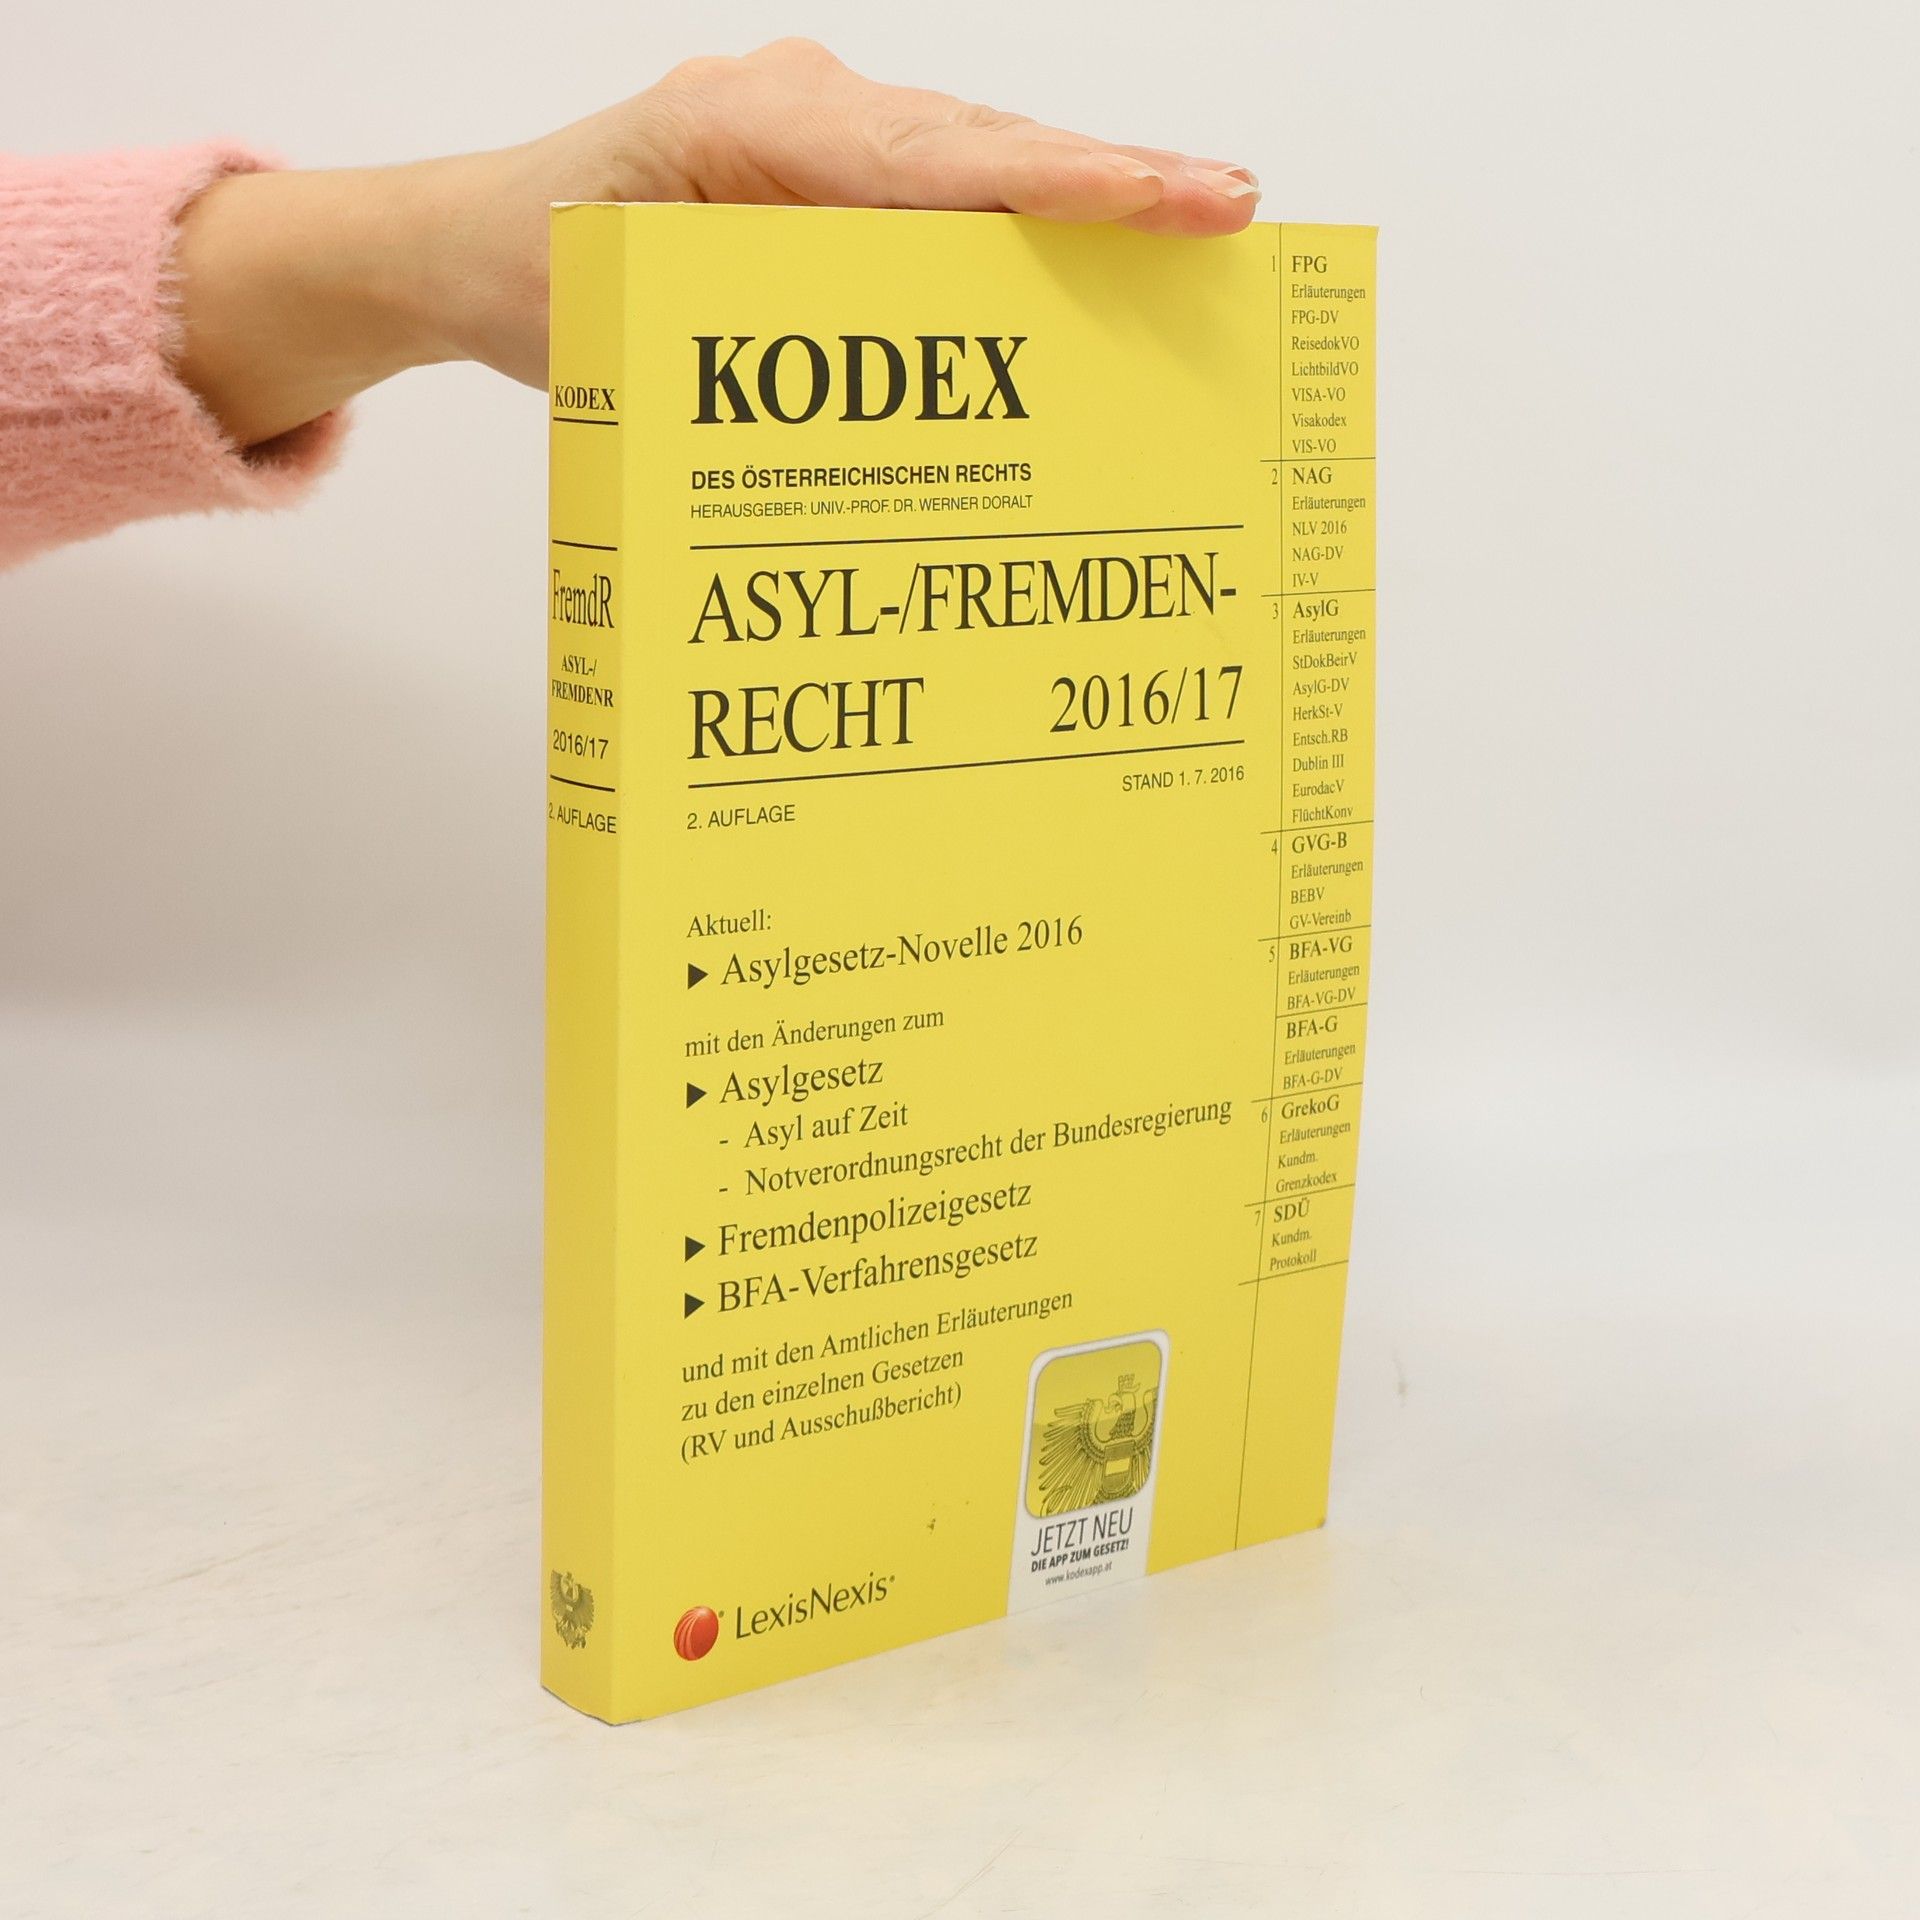 KODEX
FremdR
ASYL-/
FREMDENR
2016/17
2. AUFLAGE
KODEX
DES ÖSTERREICHISCHEN RECHTS
HERAUSGEBER: UNIV.-PROF. DR. WERNER DORALT
ASYL-/FREMDEN-
RECHT 2016/17
STAND 1. 7. 2016
2. AUFLAGE
Aktuell:
▶ Asylgesetz-Novelle 2016
mit den Änderungen zum
▶ Asylgesetz
- Asyl auf Zeit
- Notverordnungsrecht der Bundesregierung
▶ Fremdenpolizeigesetz
▶ BFA-Verfahrensgesetz
und mit den Amtlichen Erläuterungen
zu den einzelnen Gesetzen
(RV und Ausschußbericht)
JETZT NEU
DIE APP ZUM GESETZ!
www.kodexapp.at
LexisNexis®
1 FPG
Erläuterungen
FPG-DV
ReisedokVO
LichtbildVO
VISA-VO
Visakodex
VIS-VO
2 NAG
Erläuterungen
NLV 2016
NAG-DV
IV-V
3 AsylG
Erläuterungen
StDokBeirV
AsylG-DV
HerkSt-V
Entsch.RB
Dublin III
EurodacV
FlüchtKonv
4 GVG-B
Erläuterungen
BEBV
GV-Vereinb
5 BFA-VG
Erläuterungen
BFA-VG-DV
BFA-G
Erläuterungen
BFA-G-DV
6 GrekoG
Erläuterungen
Kundm.
Grenzkodex
7 SDÜ
Kundm.
Protokoll